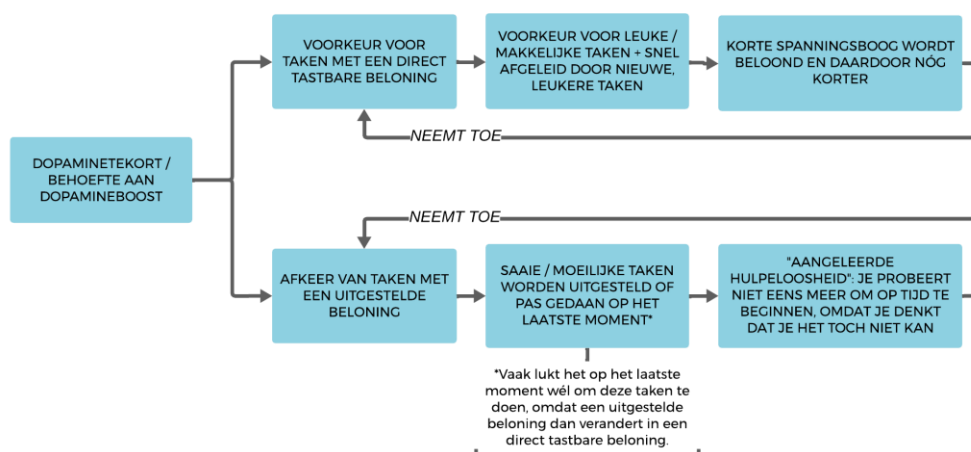 VOORKEUR VOOR
TAKEN MET EEN DIRECT
TASTBARE BELONING
VOORKEUR VOOR LEUKE /
MAKKELIJKE TAKEN + SNEL
AFGELEID DOOR NIEUWE,
LEUKERE TAKEN
KORTE SPANNINGSBOOG WORDT
BELOOND EN DAARDOOR NÓG
KORTER
NEEMT TOE
DOPAMINETEKORT /
BEHOEFTE AAN
DOPAMINEBOOST
NEEMT TOE
AFKEER VAN TAKEN MET
EEN UITGESTELDE
BELONING
SAAIE / MOEILIJKE TAKEN
WORDEN UITGESTELD OF
PAS GEDAAN OP HET
LAATSTE MOMENT*
"AANGELEERDE
HULPELOOSHEID": JE PROBEERT
NIET EENS MEER OM OP TIJD TE
BEGINNEN, OMDAT JE DENKT
DAT JE HET TOCH NIET KAN
*Vaak lukt het op het laatste
moment wél om deze taken te
doen, omdat een uitgestelde
beloning dan verandert in een
direct tastbare beloning.